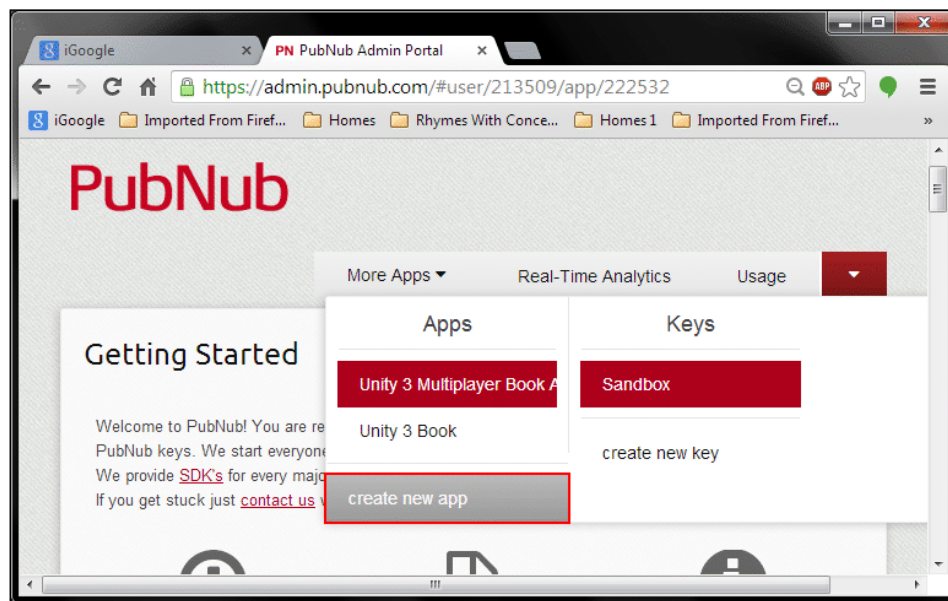 iGoogle
PN PubNub Admin Portal
https://admin.pubnub.com/#user/213509/app/222532
ABP
iGoogle Imported From Firef... Homes Rhymes With Conce... Homes 1 Imported From Firef... »
PubNub
More Apps Real-Time Analytics Usage
Apps Keys
Getting Started
Unity 3 Multiplayer Book A Sandbox
Unity 3 Book
create new key
Welcome to PubNub! You are re
PubNub keys. We start everyone
We provide SDK's for every majo
If you get stuck just contact us
create new app